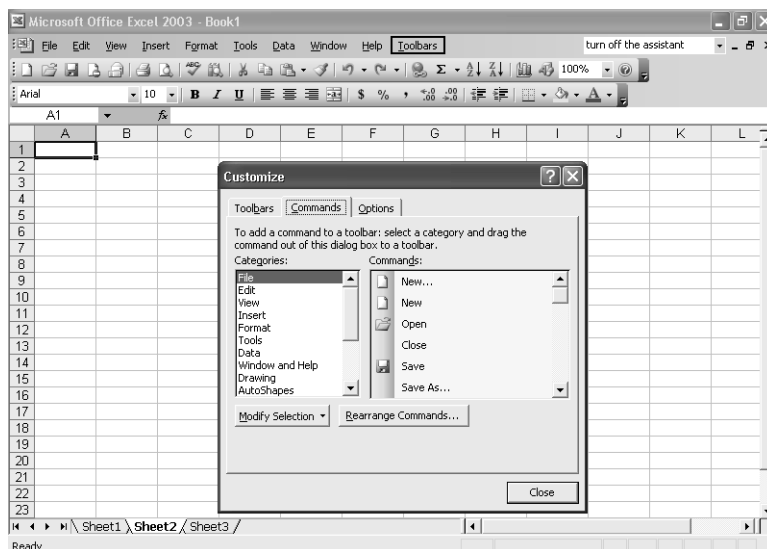 Microsoft Office Excel 2003 - Book1
File Edit View Insert Format Tools Data Window Help Toolbars turn off the assistant
Σ 100%
Arial 10 B I U $ % , A
A1 fx
A B C D E F G H I J K L
1
2
3
4
5
6
7
8
9
10
11
12
13
14
15
16
17
18
19
20
21
22
23
Customize
Toolbars Commands Options
To add a command to a toolbar: select a category and drag the
command out of this dialog box to a toolbar.
Categories: Commands:
File
Edit
View
Insert
Format
Tools
Data
Window and Help
Drawing
AutoShapes
New...
New
Open
Close
Save
Save As...
Modify Selection Rearrange Commands...
Close
Sheet1 Sheet2 Sheet3
Ready